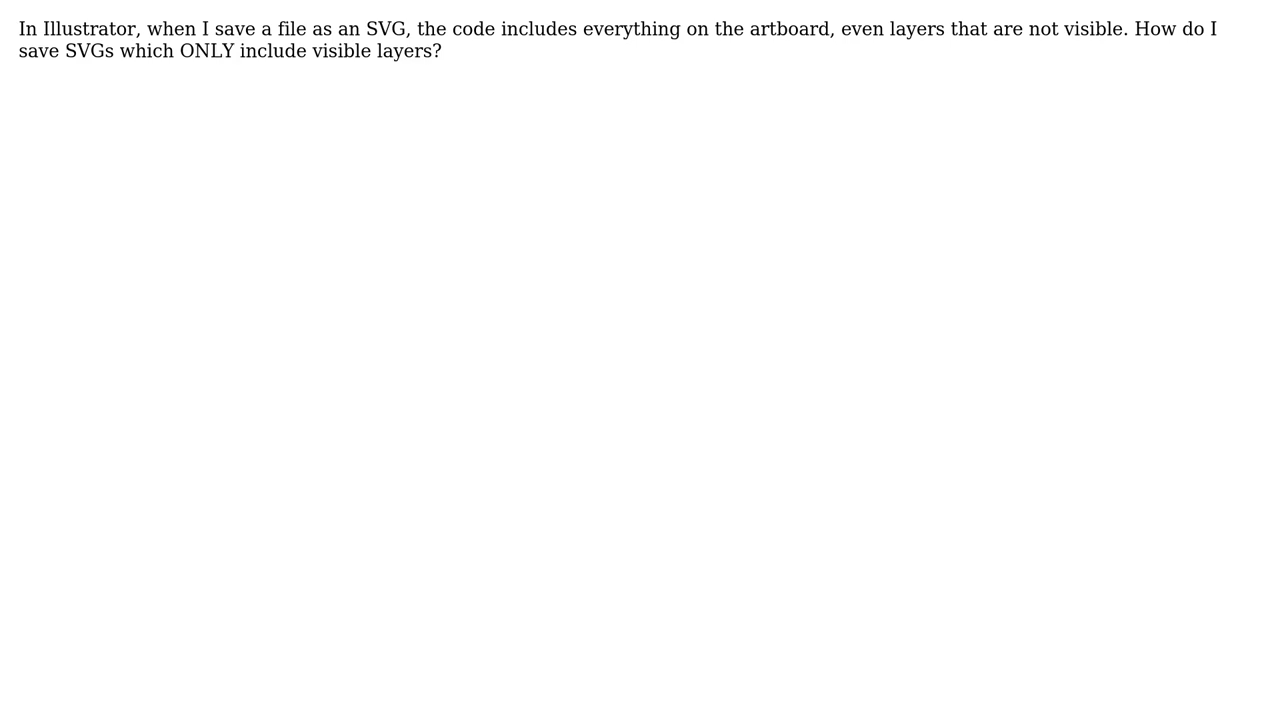 In Illustrator, when I save a file as an SVG, the code includes everything on the artboard, even layers that are not visible. How do I
save SVGs which ONLY include visible layers?